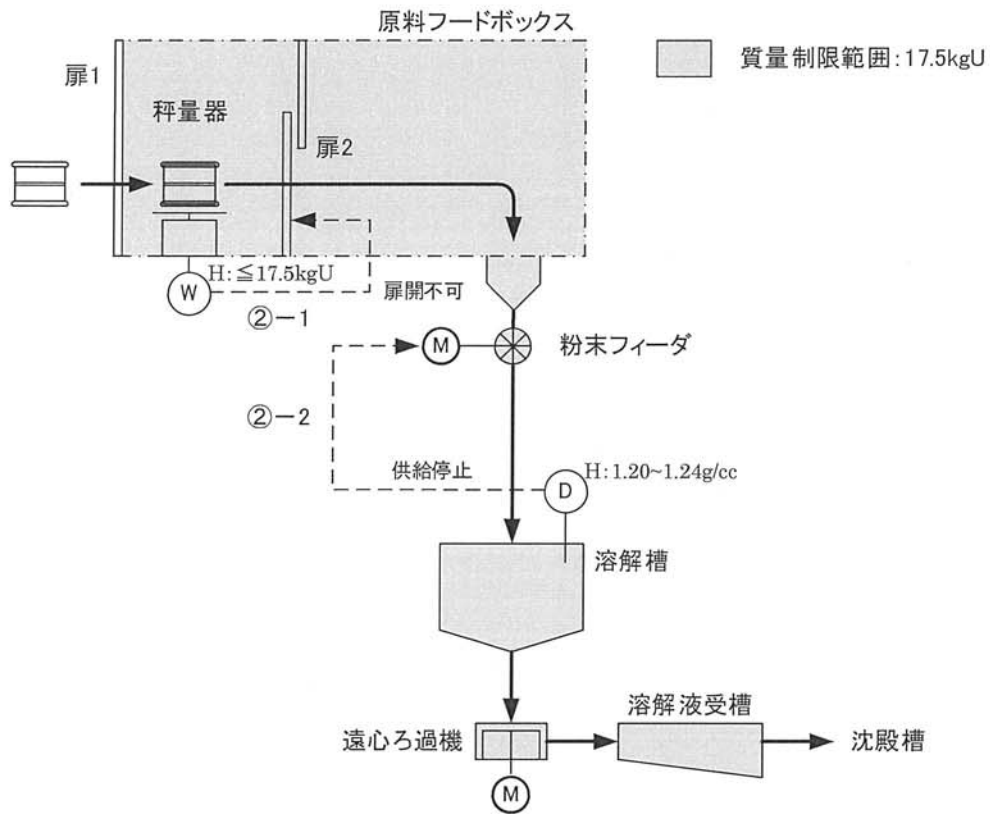 原料フードボックス
質量制限範囲：17.5kgU
扉1
秤量器
扉2
H:≦17.5kgU
W
扉開不可
②－1
M
粉末フィーダ
②－2
供給停止
H:1.20~1.24g/cc
D
溶解槽
溶解液受槽
遠心ろ過機
沈殿槽
M